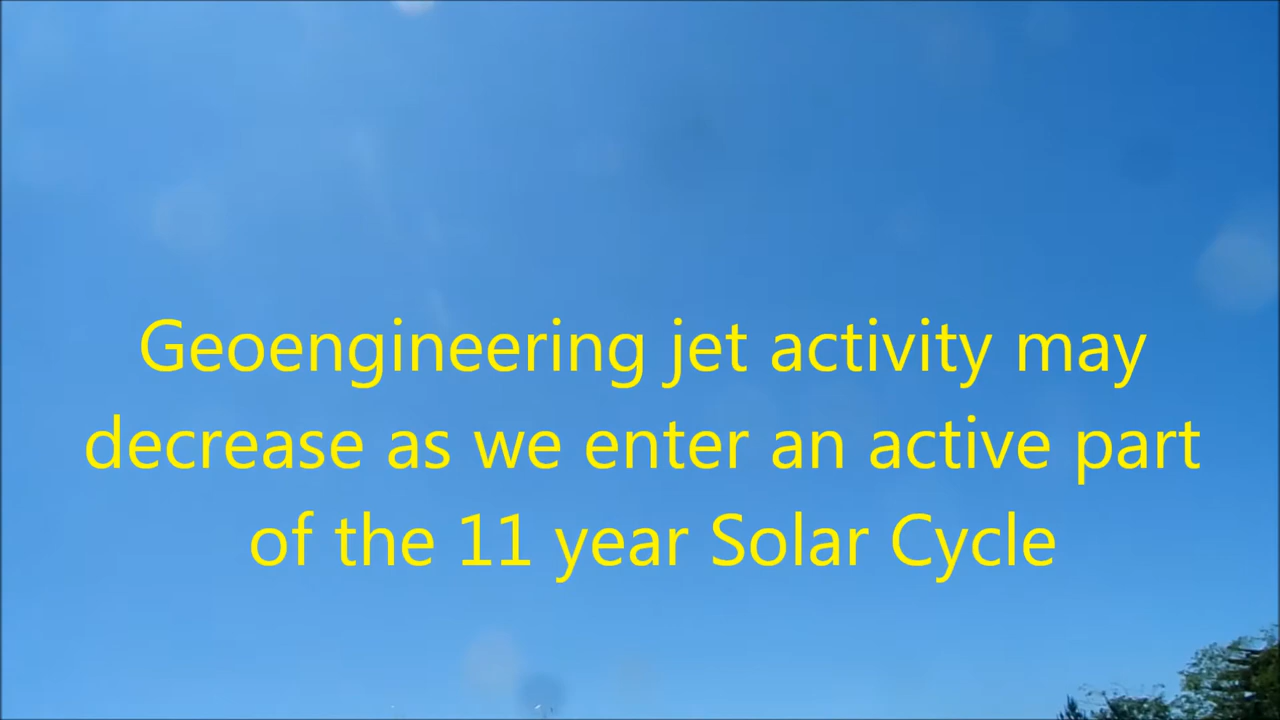 Geoengineering jet activity may
decrease as we enter an active part
of the 11 year Solar Cycle